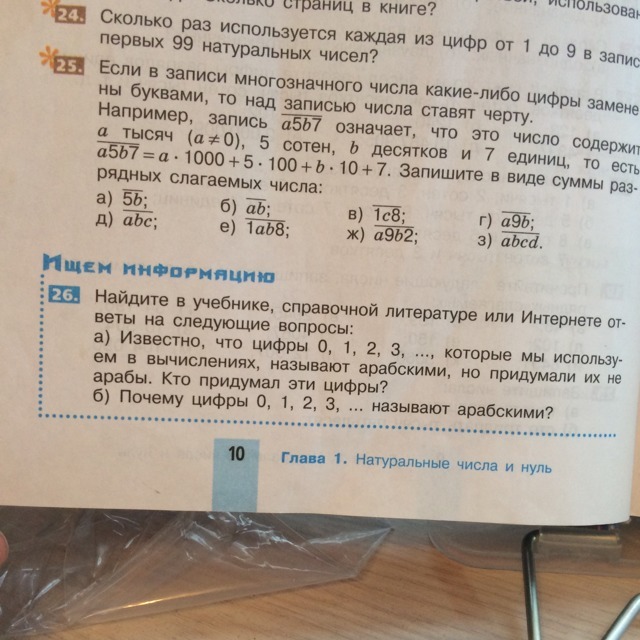 Сколько страниц в книге?
24. Сколько раз используется каждая из цифр от 1 до 9 в запис
первых 99 натуральных чисел?
25. Если в записи многозначного числа какие-либо цифры замене
ны буквами, то над записью числа ставят черту.
Например, запись a5b7 означает, что это число содержит
a тысяч (a ≠ 0), 5 сотен, b десятков и 7 единиц, то есть
a5b7 = a · 1000 + 5 · 100 + b · 10 + 7. Запишите в виде суммы раз-
рядных слагаемых числа:
а) 5b; б) ab; в) 1c8; г) a9b;
д) abc; е) 1ab8; ж) a9b2; з) abcd.
Ищем информацию
26. Найдите в учебнике, справочной литературе или Интернете от-
веты на следующие вопросы:
а) Известно, что цифры 0, 1, 2, 3, ..., которые мы использу-
ем в вычислениях, называют арабскими, но придумали их не
арабы. Кто придумал эти цифры?
б) Почему цифры 0, 1, 2, 3, ... называют арабскими?
10 Глава 1. Натуральные числа и нуль